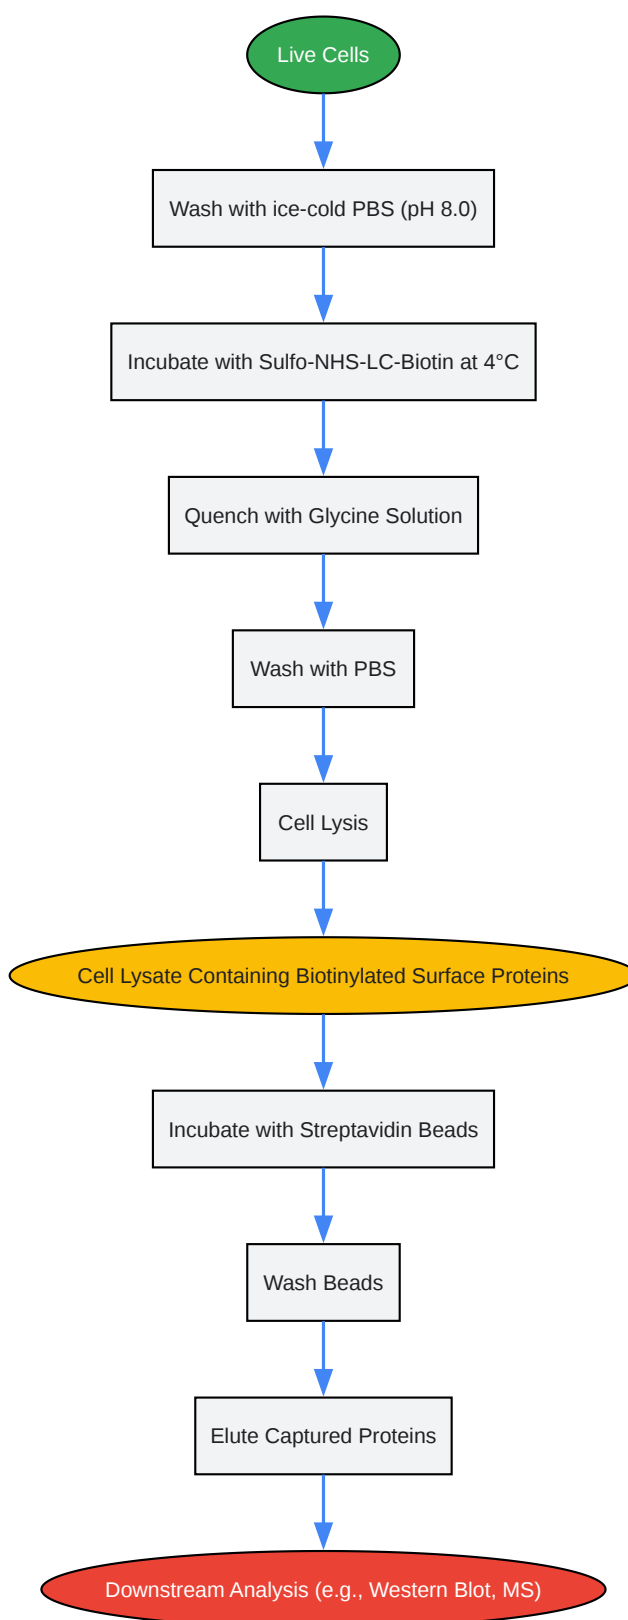 Live Cells
Wash with ice-cold PBS (pH 8.0)
Incubate with Sulfo-NHS-LC-Biotin at 4°C
Quench with Glycine Solution
Wash with PBS
Cell Lysis
Cell Lysate Containing Biotinylated Surface Proteins
Incubate with Streptavidin Beads
Wash Beads
Elute Captured Proteins
Downstream Analysis (e.g., Western Blot, MS)